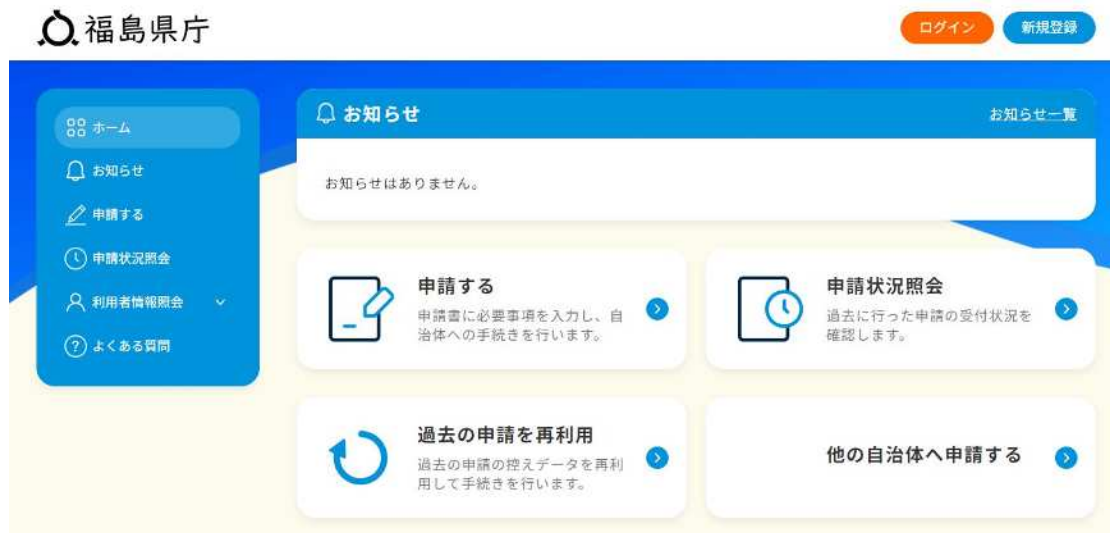 福島県庁
ログイン
新規登録
ホーム
お知らせ
申請する
申請状況照会
利用者情報照会
よくある質問
お知らせ
お知らせ一覧
お知らせはありません。
申請する
申請書に必要事項を入力し、自
治体への手続きを行います。
申請状況照会
過去に行った申請の受付状況を
確認します。
過去の申請を再利用
過去の申請の控えデータを再利
用して手続きを行います。
他の自治体へ申請する